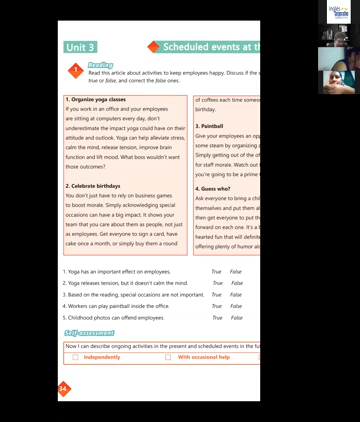 inglés
corporativo
Unit 3
Scheduled events at th
Reading
1
Read this article about activities to keep employees happy. Discuss if the s
true or false, and correct the false ones.
1. Organize yoga classes
If you work in an office and your employees
are sitting at computers every day, don't
underestimate the impact yoga could have on their
attitude and outlook. Yoga can help alleviate stress,
calm the mind, release tension, improve brain
function and lift mood. What boss wouldn't want
those outcomes?
2. Celebrate birthdays
You don't just have to rely on business games
to boost morale. Simply acknowledging special
occasions can have a big impact. It shows your
team that you care about them as people, not just
as employees. Get everyone to sign a card, have
cake once a month, or simply buy them a round
of coffees each time someo
birthday.
3. Paintball
Give your employees an opp
some steam by organizing a
Simply getting out of the of
for staff morale. Watch out t
you're going to be a prime t
4. Guess who?
Ask everyone to bring a chil
themselves and put them al
then get everyone to put th
forward on each one. It's a l
hearted fun that will definite
offering plenty of humor alo
1. Yoga has an important effect on employees. True False
2. Yoga releases tension, but it doesn't calm the mind. True False
3. Based on the reading, special occasions are not important. True False
4. Workers can play paintball inside the office. True False
5. Childhood photos can offend employees. True False
Self-assessment
Now I can describe ongoing activities in the present and scheduled events in the fut
Independently
With occasional help
34